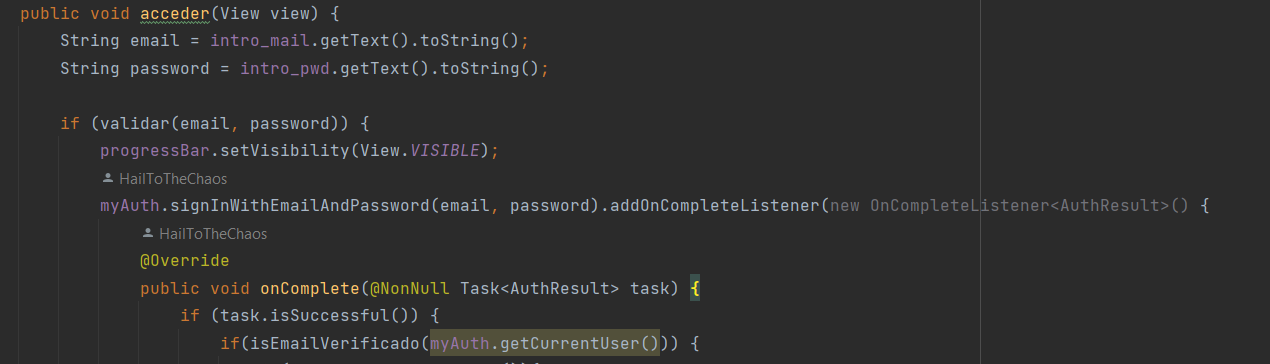 public void acceder(View view) {
String email = intro_mail.getText().toString();
String password = intro_pwd.getText().toString();
if (validar(email, password)) {
progressBar.setVisibility(View.VISIBLE);
HailToTheChaos
myAuth.signInWithEmailAndPassword(email, password).addOnCompleteListener(new OnCompleteListener<AuthResult>() {
HailToTheChaos
@Override
public void onComplete(@NonNull Task<AuthResult> task) {
if (task.isSuccessful()) {
if(isEmailVerificado(myAuth.getCurrentUser())) {